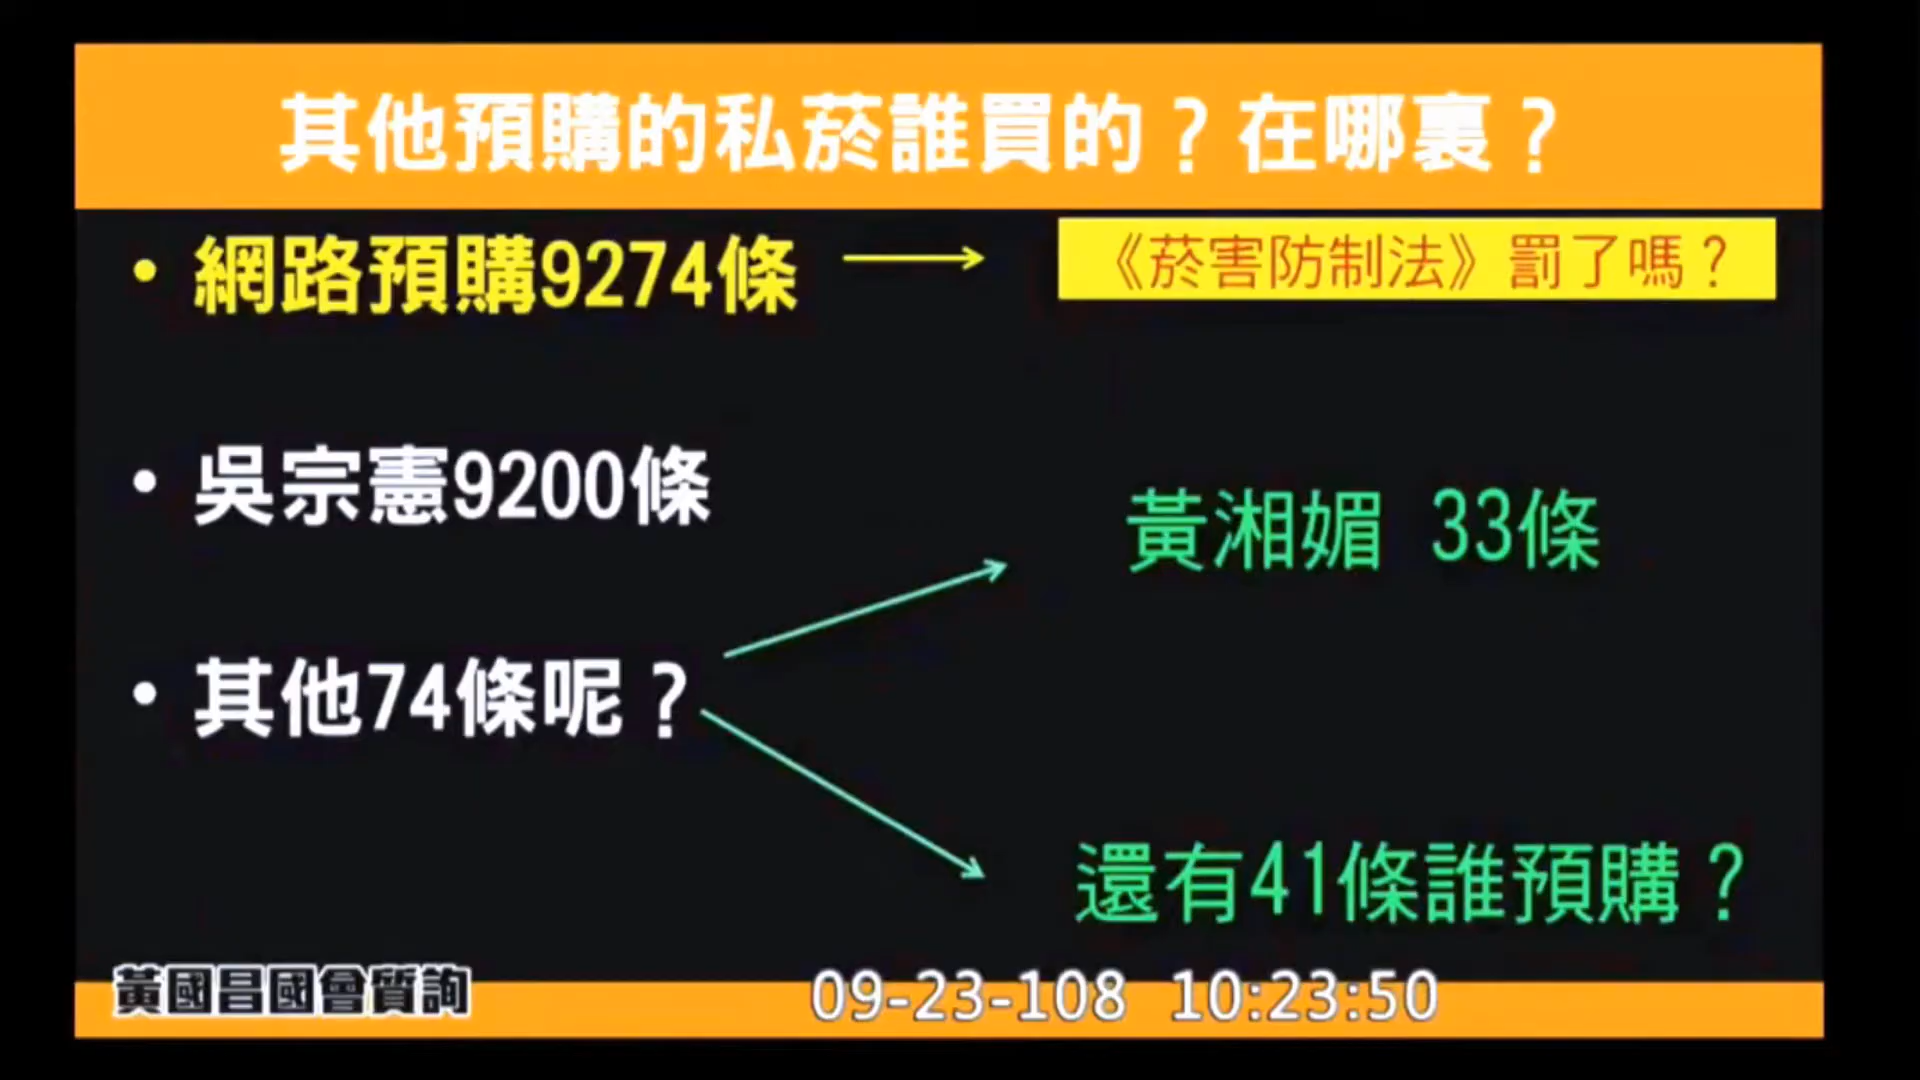 其他預購的私菸誰買的？在哪裏？
• 網路預購9274條
《菸害防制法》罰了嗎？
• 吳宗憲9200條
黃湘媚 33條
• 其他74條呢？
還有41條誰預購？
黃國昌國會質詢
09-23-108 10:23:50